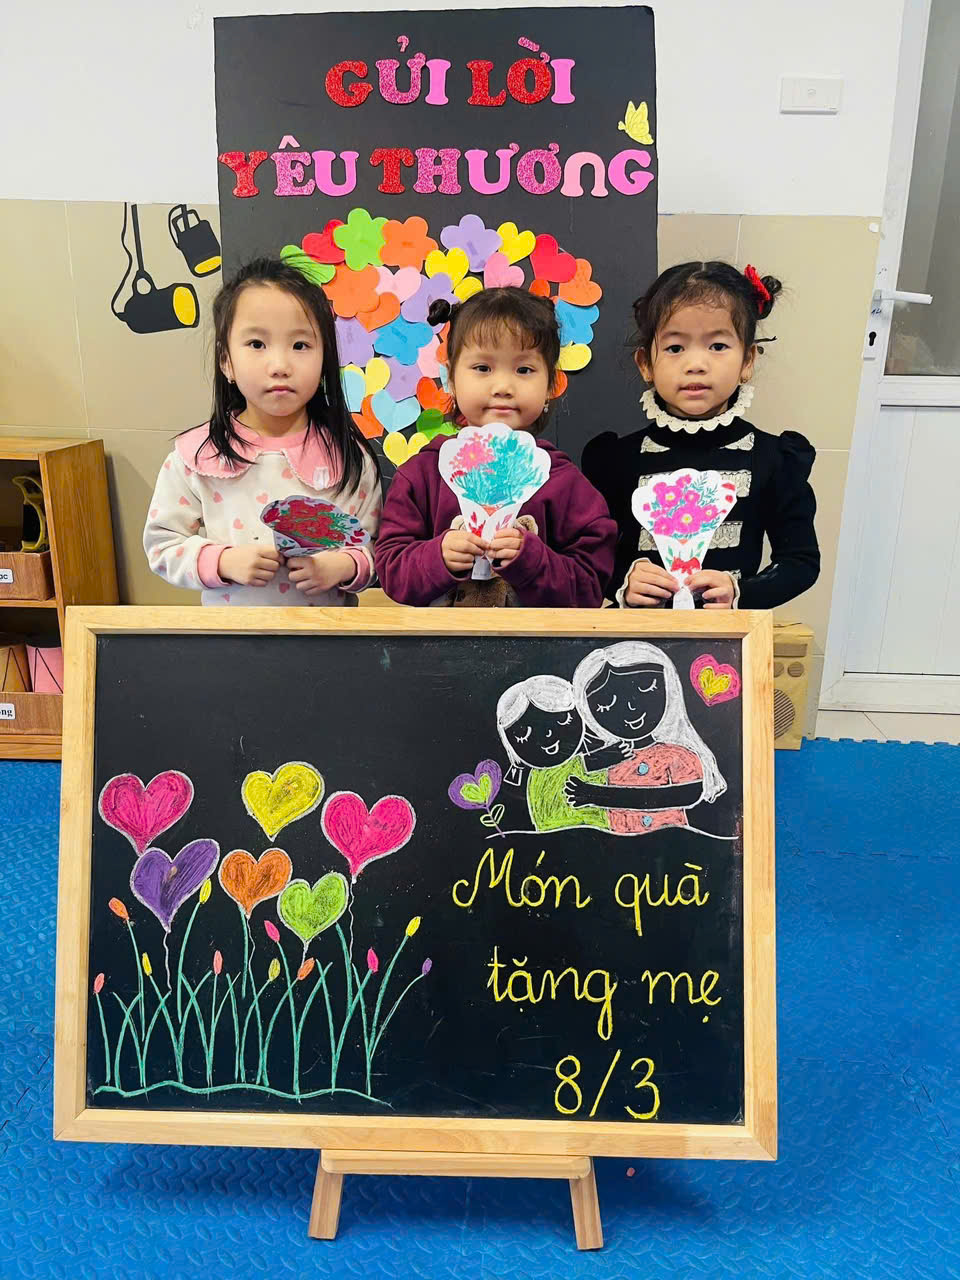 GỬI LỜI
YÊU THƯƠNG
Món quà
tặng mẹ
8/3